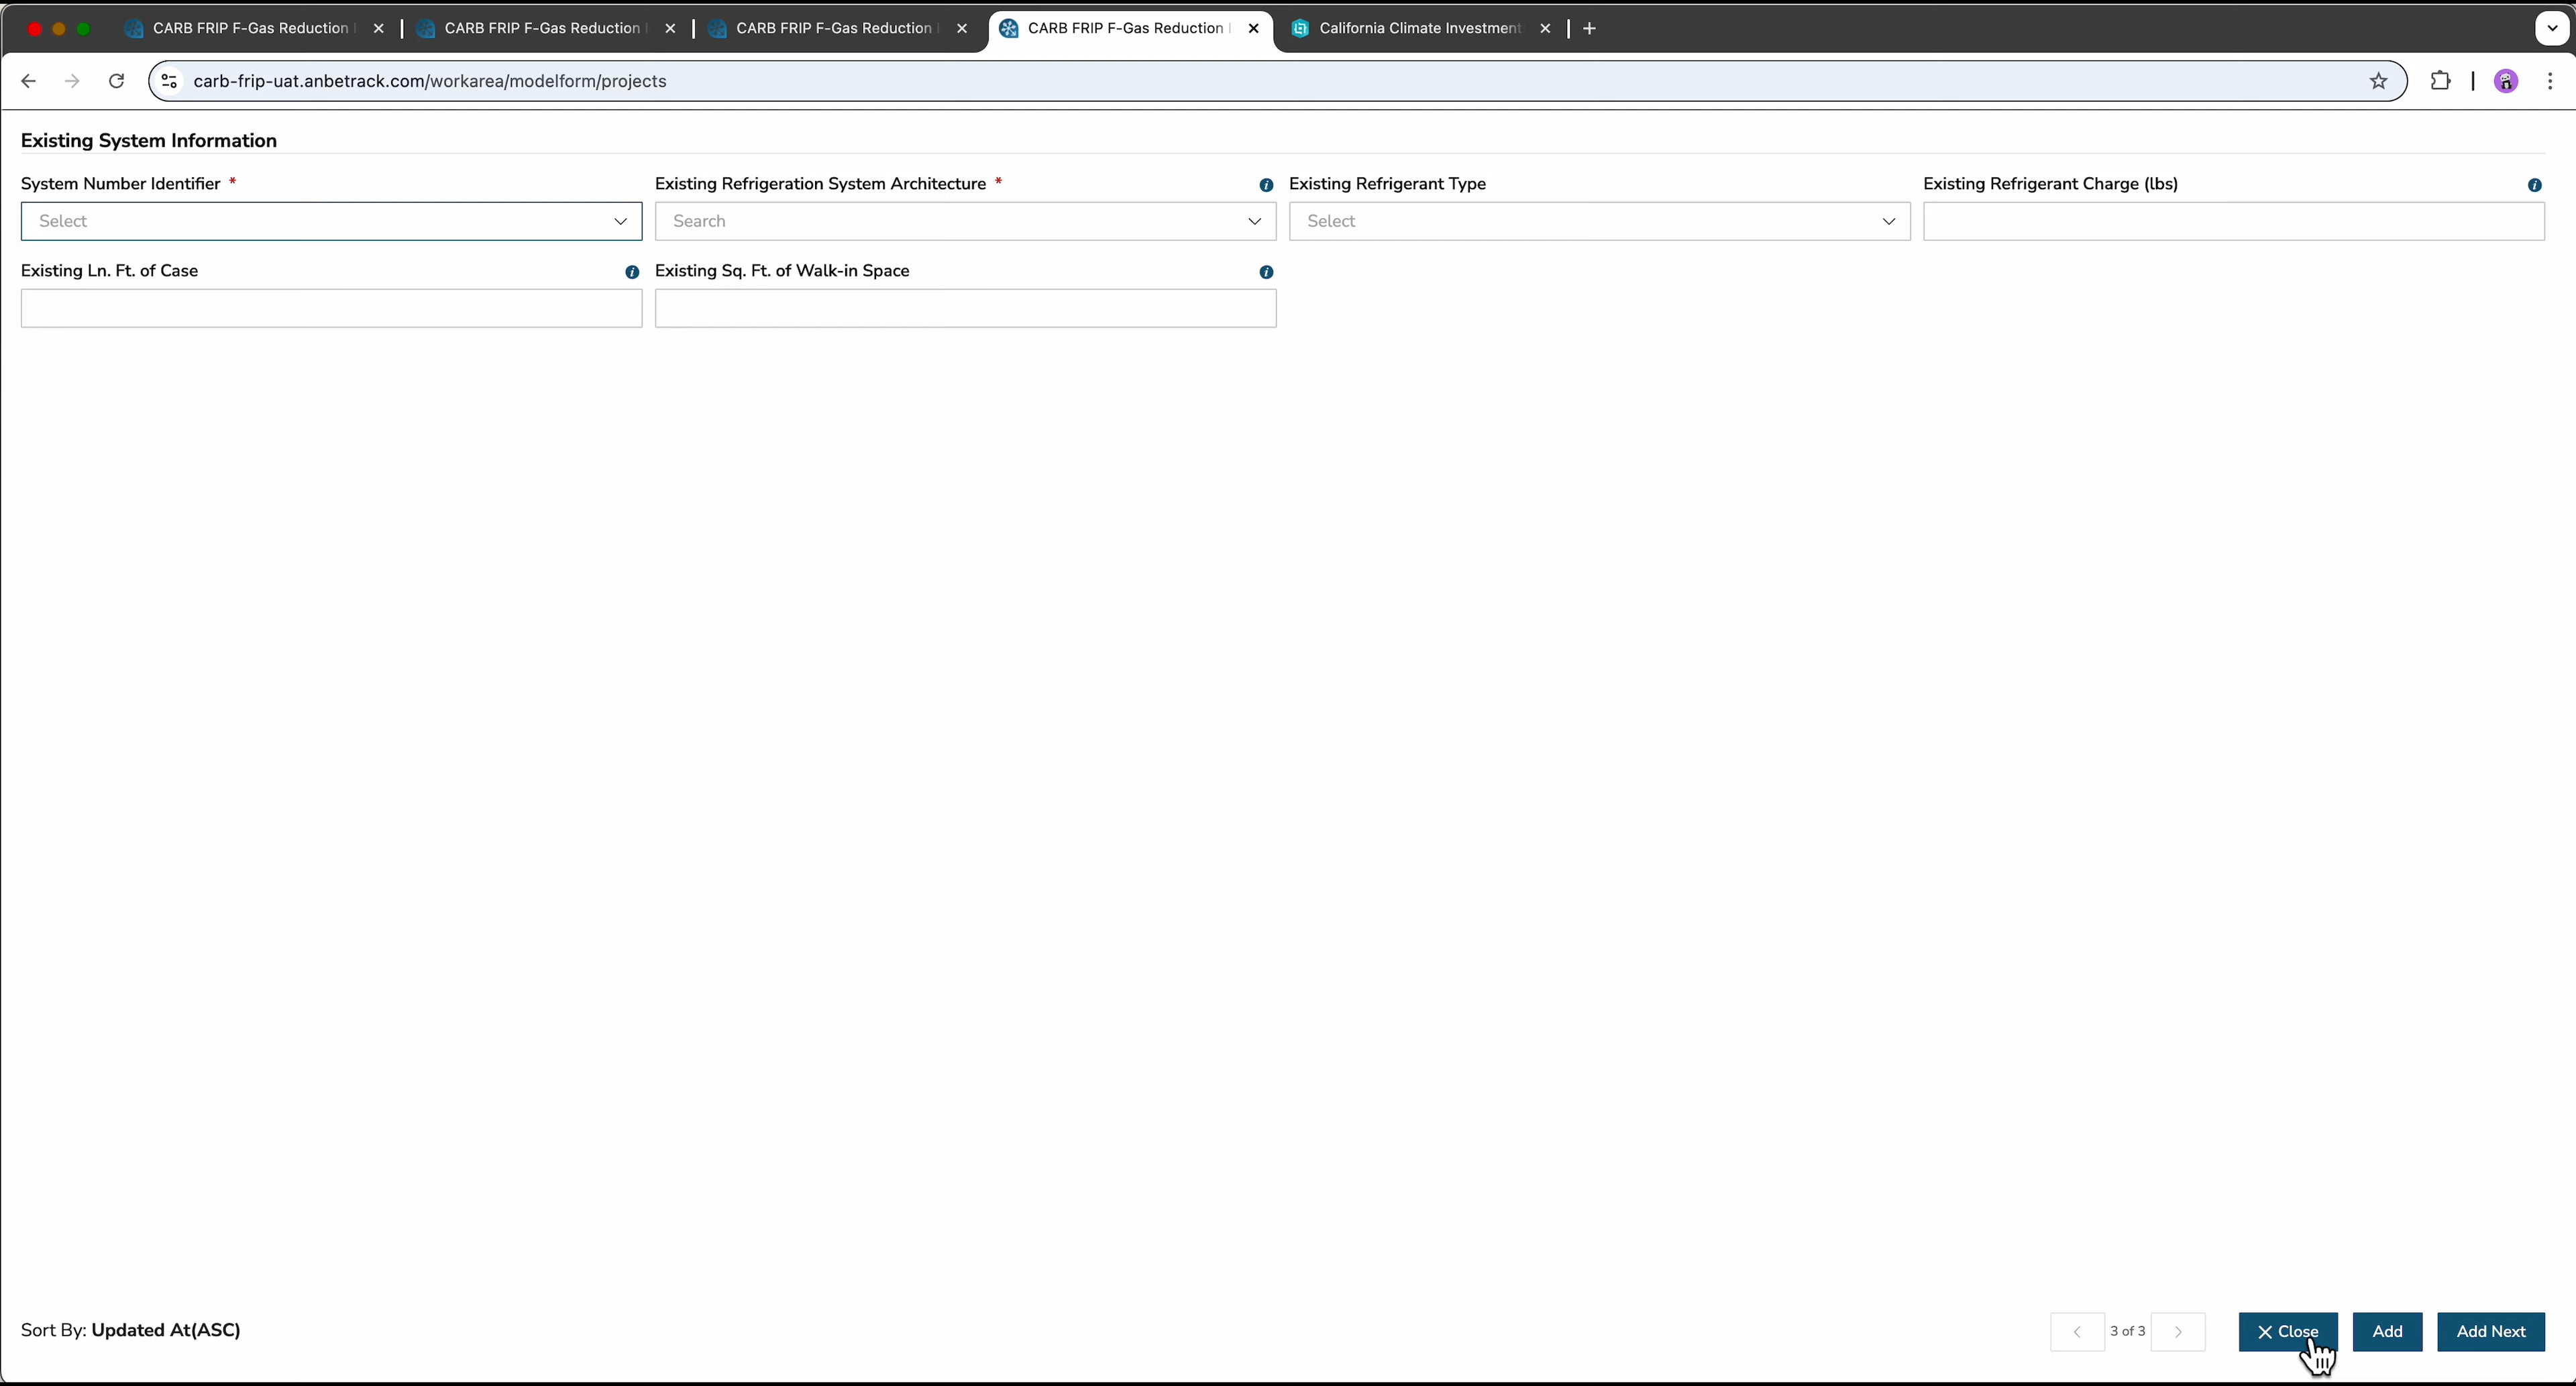 CARB FRIP F-Gas Reduction
CARB FRIP F-Gas Reduction
CARB FRIP F-Gas Reduction
CARB FRIP F-Gas Reduction
California Climate Investment
carb-frip-uat.anbetrack.com/workarea/modelform/projects
Existing System Information
System Number Identifier *
Existing Refrigeration System Architecture *
Existing Refrigerant Type
Existing Refrigerant Charge (lbs)
Select
Search
Select
Existing Ln. Ft. of Case
Existing Sq. Ft. of Walk-in Space
Sort By: Updated At(ASC)
3 of 3
Close
Add
Add Next